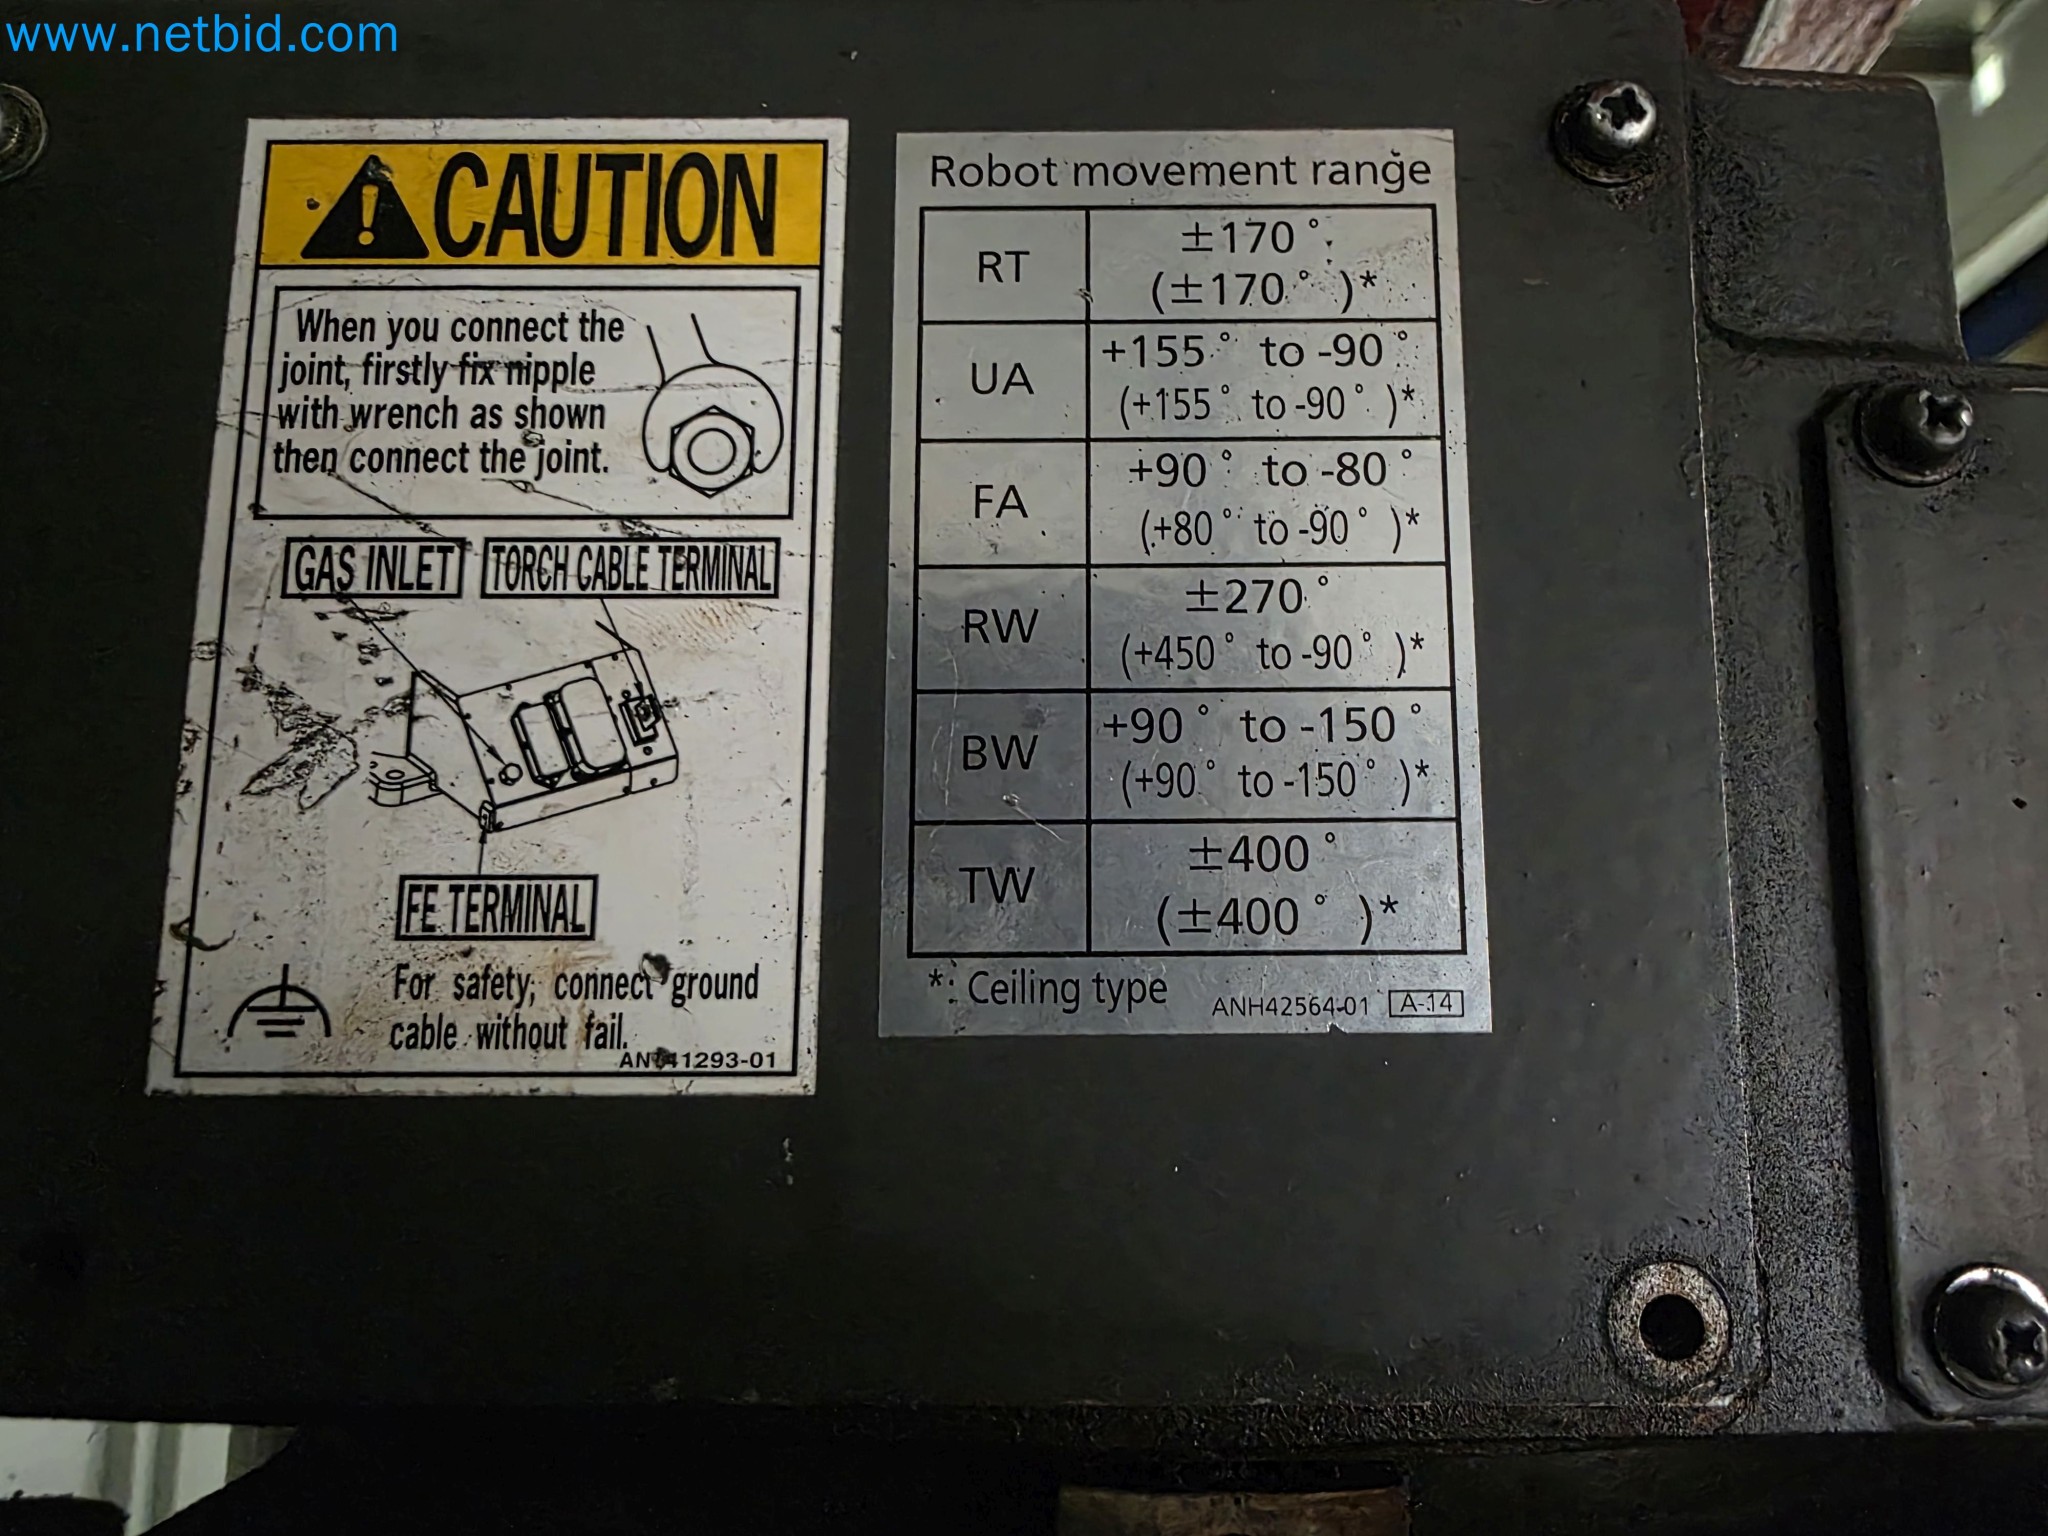 www.netbid.com
CAUTION
When you connect the
joint, firstly fix nipple
with wrench as shown
then connect the joint.
GAS INLET
TORCH CABLE TERMINAL
FE TERMINAL
For safety, connect ground
cable without fail.
Robot movement range
RT
±170°
(±170° )*
UA
+155° to -90°
(+155° to -90° )*
FA
+90° to -80°
(+80° to -90° )*
RW
±270°
(+450° to -90° )*
BW
+90° to -150°
(+90° to -150° )*
TW
±400°
(±400° )*
*: Ceiling type
ANH42564-01 A-14